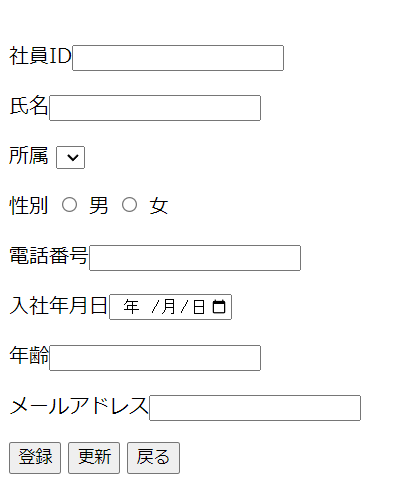 社員ID
氏名
所属
性別 男 女
電話番号
入社年月日 年 /月/日
年齢
メールアドレス
登録 更新 戻る